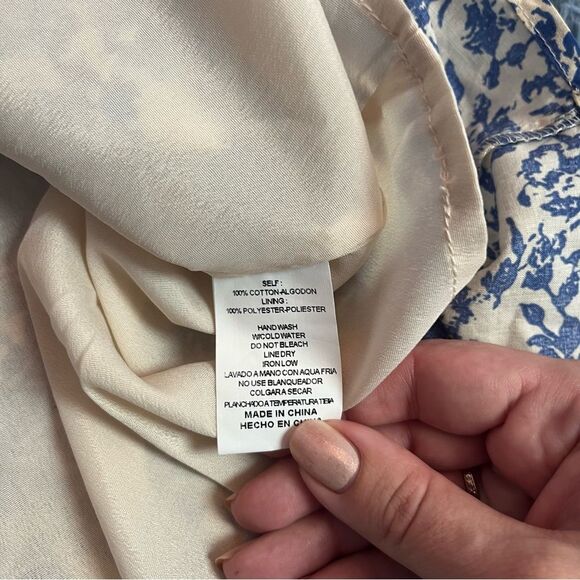 SELF :
100% COTTON-ALGODON
LINING :
100% POLYESTER-POLIESTER
HAND WASH
W/COLD WATER
DO NOT BLEACH
LINE DRY
IRON LOW
LAVADO A MANO CON AQUA FRIA
NO USE BLANQUEADOR
COLGAR A SECAR
PLANCHADO A TEMPERATURA TIBIA
MADE IN CHINA
HECHO EN CHINA